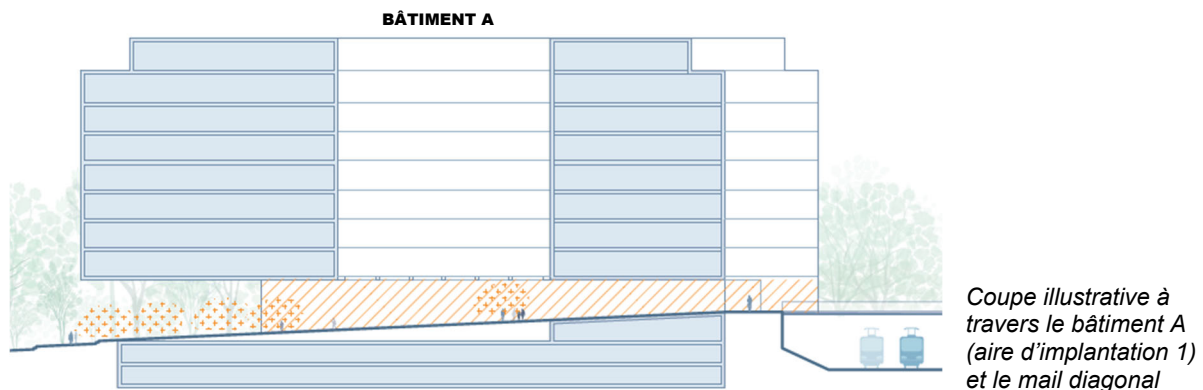 BÂTIMENT A
Coupe illustrative à
travers le bâtiment A
(aire d’implantation 1)
et le mail diagonal